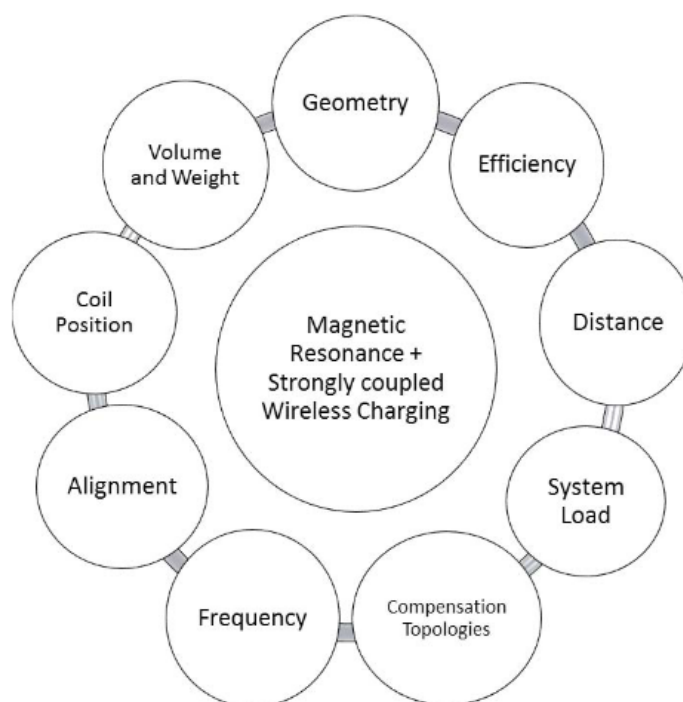 Geometry
Efficiency
Distance
System
Load
Compensation
Topologies
Frequency
Alignment
Coil
Position
Volume
and Weight
Magnetic
Resonance +
Strongly coupled
Wireless Charging